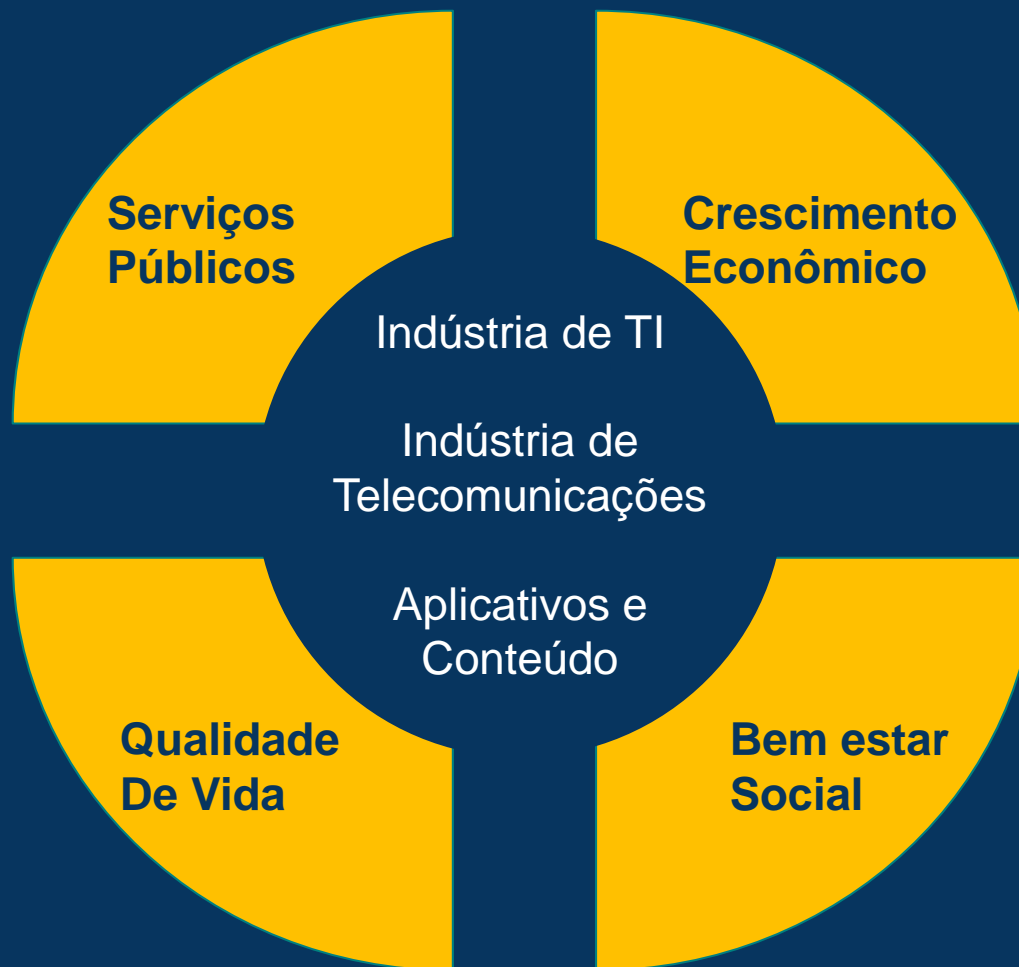 Serviços
Públicos
Crescimento
Econômico
Indústria de TI
Indústria de
Telecomunicações
Aplicativos e
Conteúdo
Qualidade
De Vida
Bem estar
Social